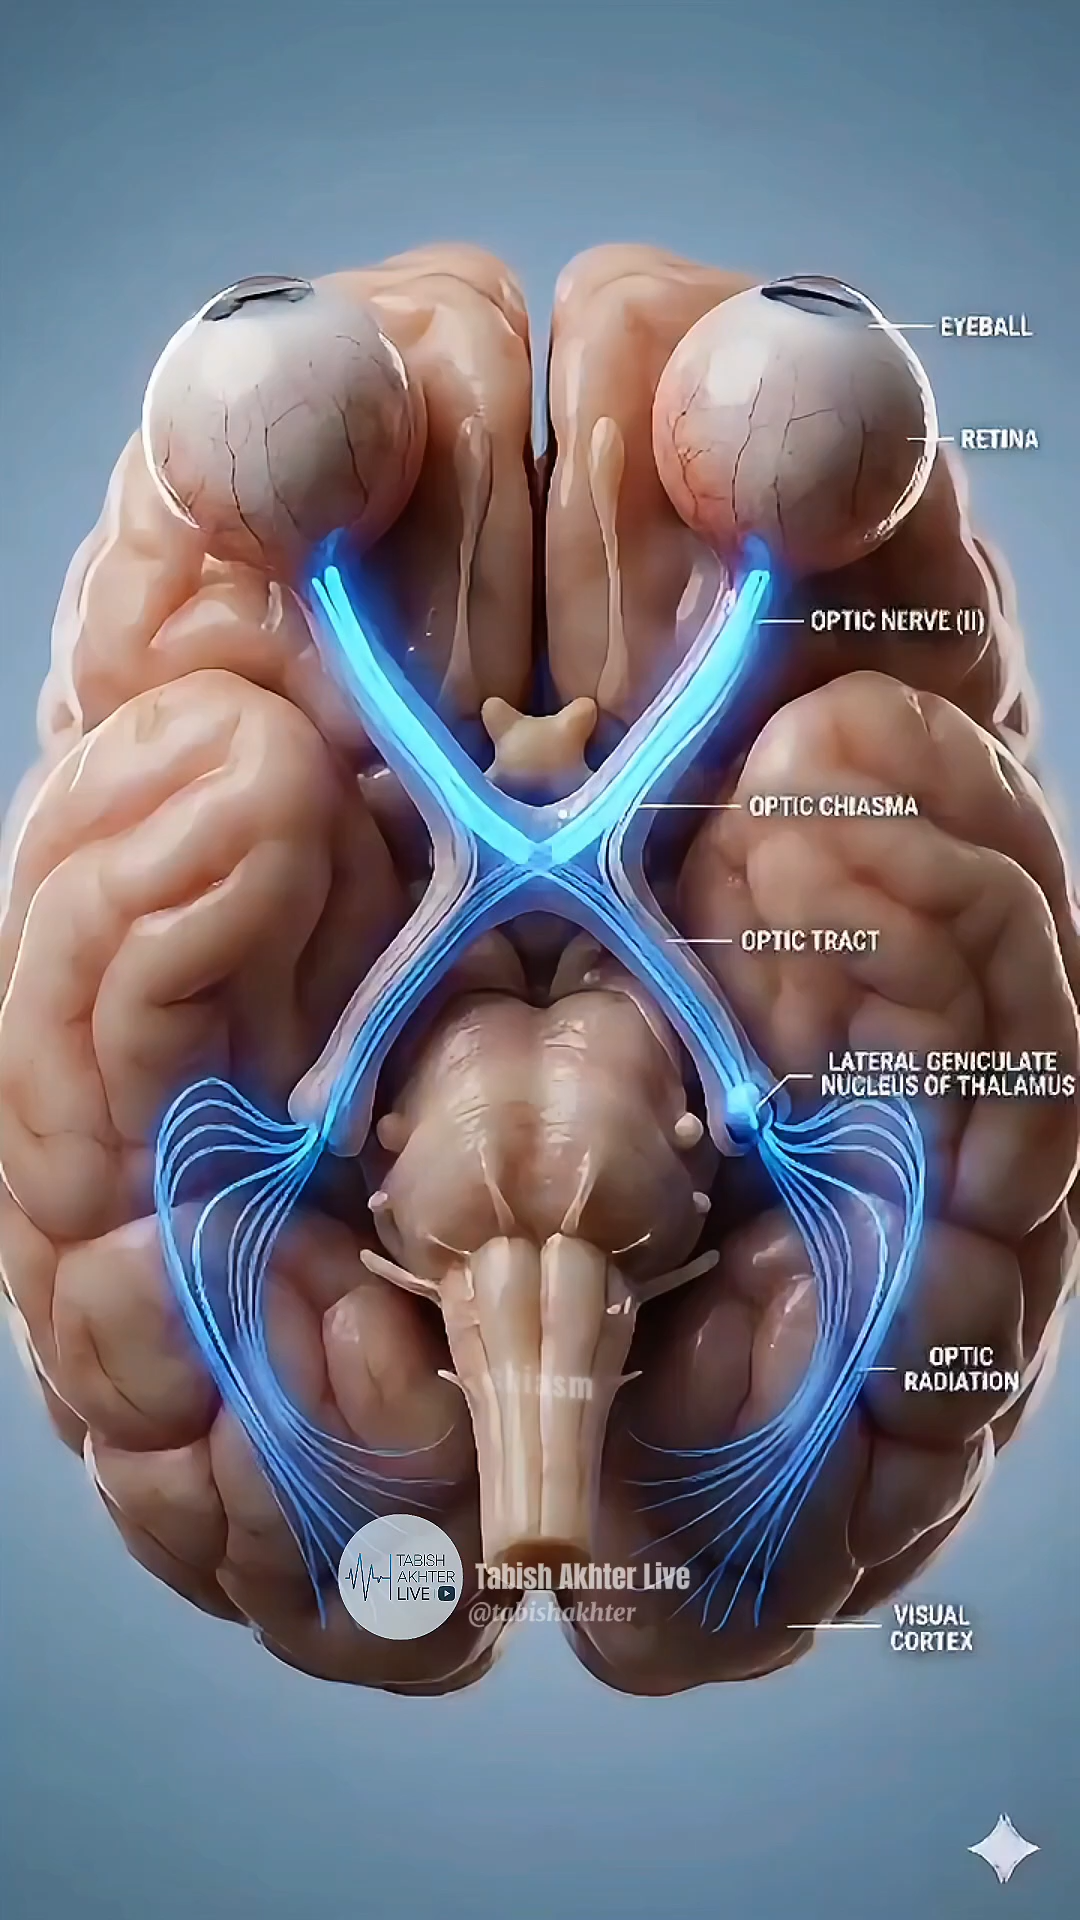 EYEBALL
RETINA
OPTIC NERVE (II)
OPTIC CHIASMA
OPTIC TRACT
LATERAL GENICULATE
NUCLEUS OF THALAMUS
OPTIC
RADIATION
hiasm
TABISH
AKHTER
LIVE
Tabish Akhter Live
@tabishakhter
VISUAL
CORTEX